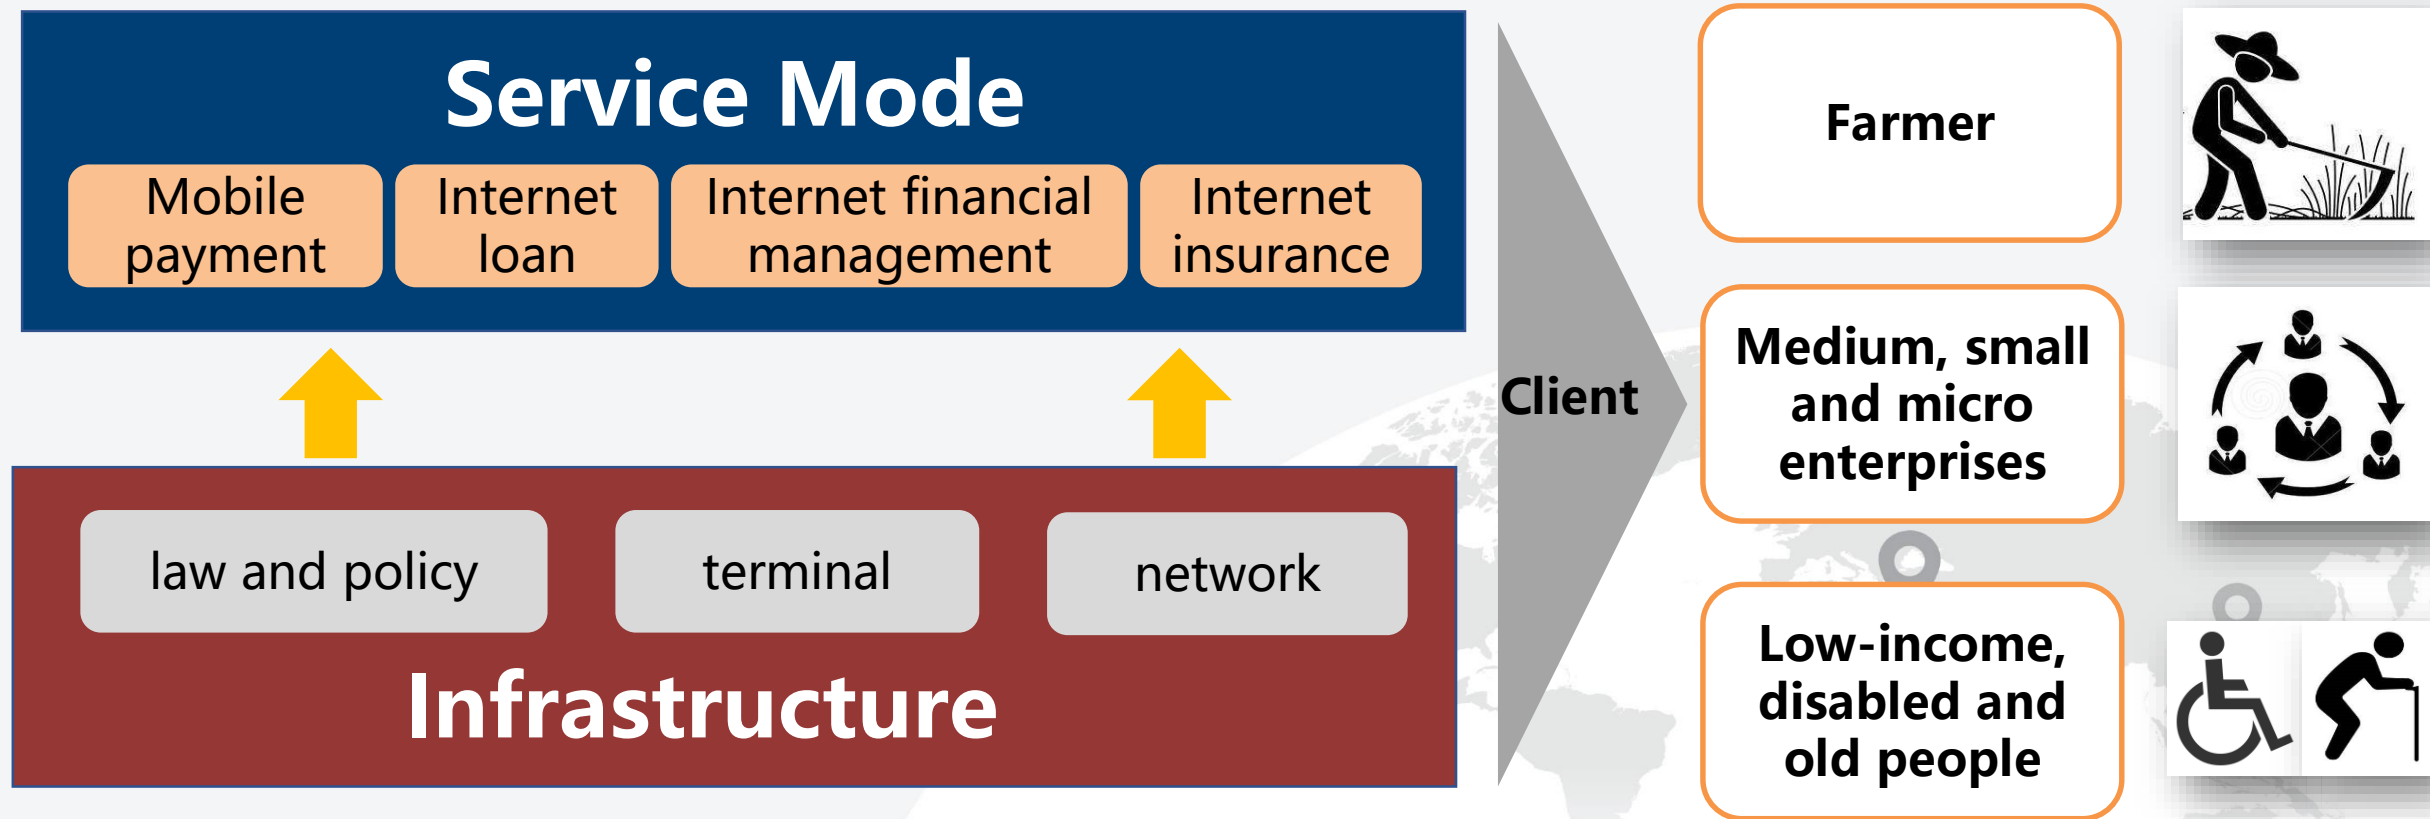 Service Mode
Mobile
payment
Internet
loan
Internet financial
management
Internet
insurance
law and policy
terminal
network
Infrastructure
Client
Farmer
Medium, small
and micro
enterprises
Low-income,
disabled and
old people